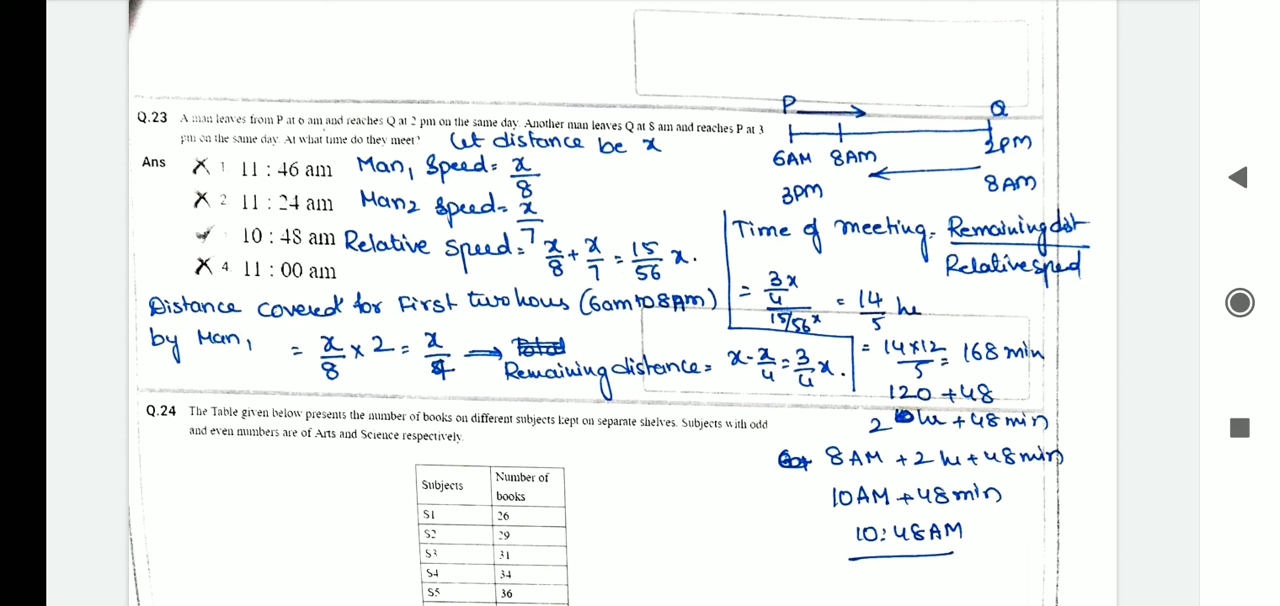 P Q
Q.23 A man leaves from P at 6 am and reaches Q at 2 pm on the same day. Another man leaves Q at 8 am and reaches P at 3
pm on the same day. At what time do they meet?
Let distance be x
6AM 8AM 2pm
3PM 8AM
Ans
1 11 : 46 am
Man1 Speed = x/8
2 11 : 24 am
Man2 Speed = x/7
10 : 48 am
Relative Speed = x/8 + x/7 = 15/56 x.
4. 11 : 00 am
Distance covered for First two hous (6am to 8AM)
by Man1 = x/8 × 2 = x/4 → Total
Remaining distance = x - x/4 = 3/4 x.
Time of meeting = Remaining dist / Relative speed
= 3/4 x / 15/56 x = 14/5 hr
= 14×12/5 = 168 min
120 + 48
2 hr + 48 min
8AM + 2 hr + 48 min
10AM + 48 min
10:48AM
Q.24 The Table given below presents the number of books on different subjects kept on separate shelves. Subjects with odd
and even numbers are of Arts and Science respectively.
Subjects Number of
books
S1 26
S2 29
S3 31
S4 34
S5 36